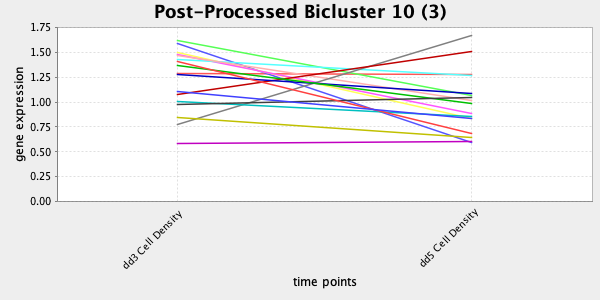 Post-Processed Bicluster 10 (3)
gene expression
1.75
1.50
1.25
1.00
0.75
0.50
0.25
0.00
dd3 Cell Density
dd5 Cell Density
time points